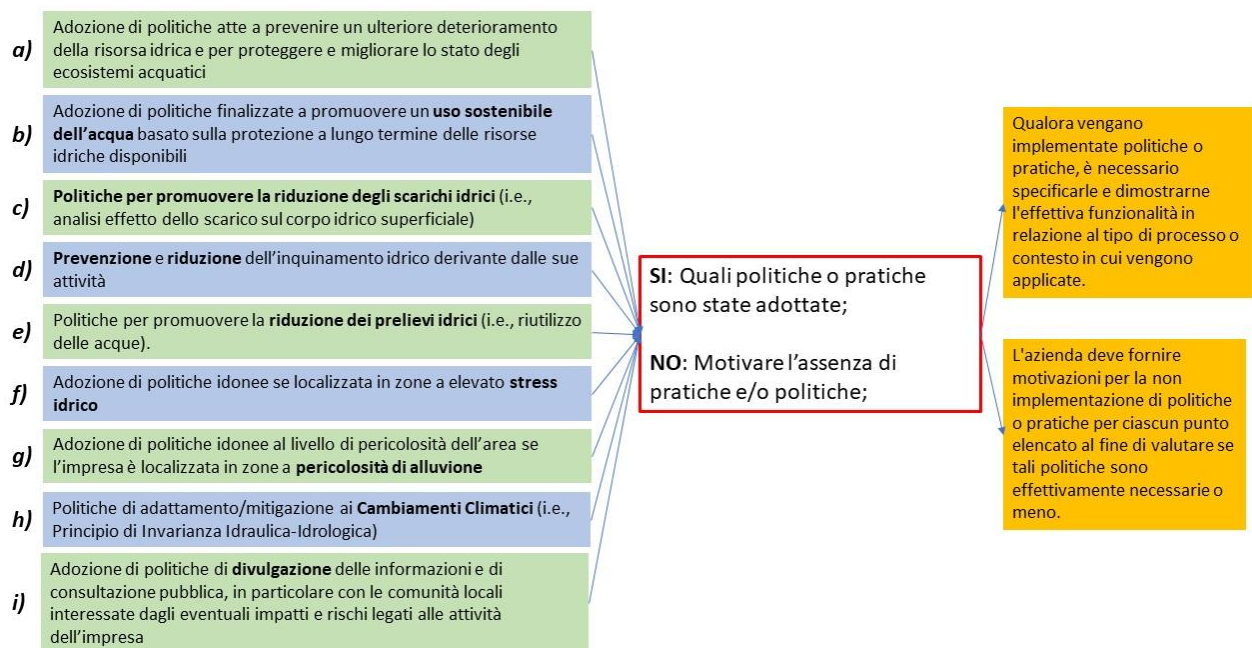 a)
Adozione di politiche atte a prevenire un ulteriore deterioramento
della risorsa idrica e per proteggere e migliorare lo stato degli
ecosistemi acquatici
b)
Adozione di politiche finalizzate a promuovere un uso sostenibile
dell’acqua basato sulla protezione a lungo termine delle risorse
idriche disponibili
c)
Politiche per promuovere la riduzione degli scarichi idrici (i.e.,
analisi effetto dello scarico sul corpo idrico superficiale)
d)
Prevenzione e riduzione dell’inquinamento idrico derivante dalle sue
attività
e)
Politiche per promuovere la riduzione dei prelievi idrici (i.e., riutilizzo
delle acque).
f)
Adozione di politiche idonee se localizzata in zone a elevato stress
idrico
g)
Adozione di politiche idonee al livello di pericolosità dell’area se
l’impresa è localizzata in zone a pericolosità di alluvione
h)
Politiche di adattamento/mitigazione ai Cambiamenti Climatici (i.e.,
Principio di Invarianza Idraulica-Idrologica)
i)
Adozione di politiche di divulgazione delle informazioni e di
consultazione pubblica, in particolare con le comunità locali
interessate dagli eventuali impatti e rischi legati alle attività
dell’impresa
SI: Quali politiche o pratiche
sono state adottate;
NO: Motivare l’assenza di
pratiche e/o politiche;
Qualora vengano
implementate politiche o
pratiche, è necessario
specificarle e dimostrarne
l'effettiva funzionalità in
relazione al tipo di processo o
contesto in cui vengono
applicate.
L'azienda deve fornire
motivazioni per la non
implementazione di politiche
o pratiche per ciascun punto
elencato al fine di valutare se
tali politiche sono
effettivamente necessarie o
meno.